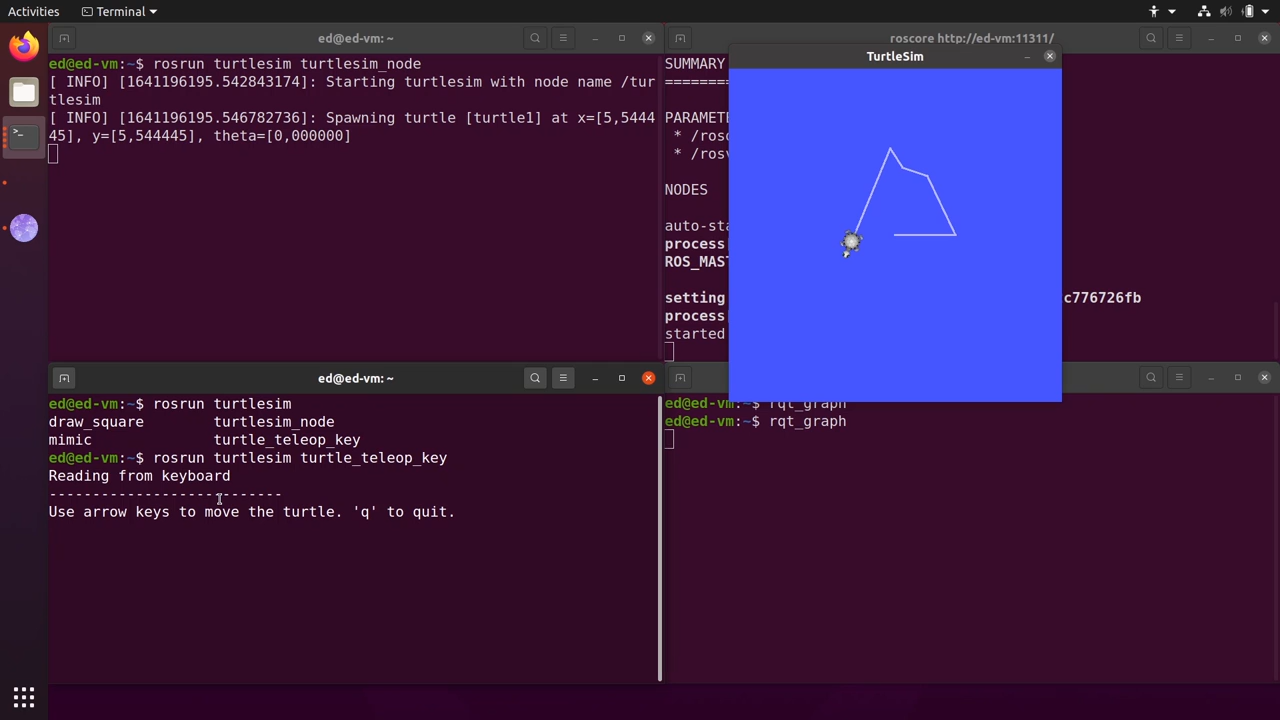 Activities
Terminal
ed@ed-vm: ~
ed@ed-vm:~$ rosrun turtlesim turtlesim_node
[ INFO] [1641196195.542843174]: Starting turtlesim with node name /tur
tlesim
[ INFO] [1641196195.546782736]: Spawning turtle [turtle1] at x=[5,5444
45], y=[5,544445], theta=[0,000000]
roscore http://ed-vm:11311/
SUMMARY
========
PARAMETE
* /rosc
* /rosv
NODES
auto-sta
process[
ROS_MAST
setting c776726fb
process[
started
TurtleSim
ed@ed-vm: ~
ed@ed-vm:~$ rosrun turtlesim
draw_square turtlesim_node
mimic turtle_teleop_key
ed@ed-vm:~$ rosrun turtlesim turtle_teleop_key
Reading from keyboard
---------------------------
Use arrow keys to move the turtle. 'q' to quit.
ed@ed-vm:~$ rqt_graph
ed@ed-vm:~$ rqt_graph